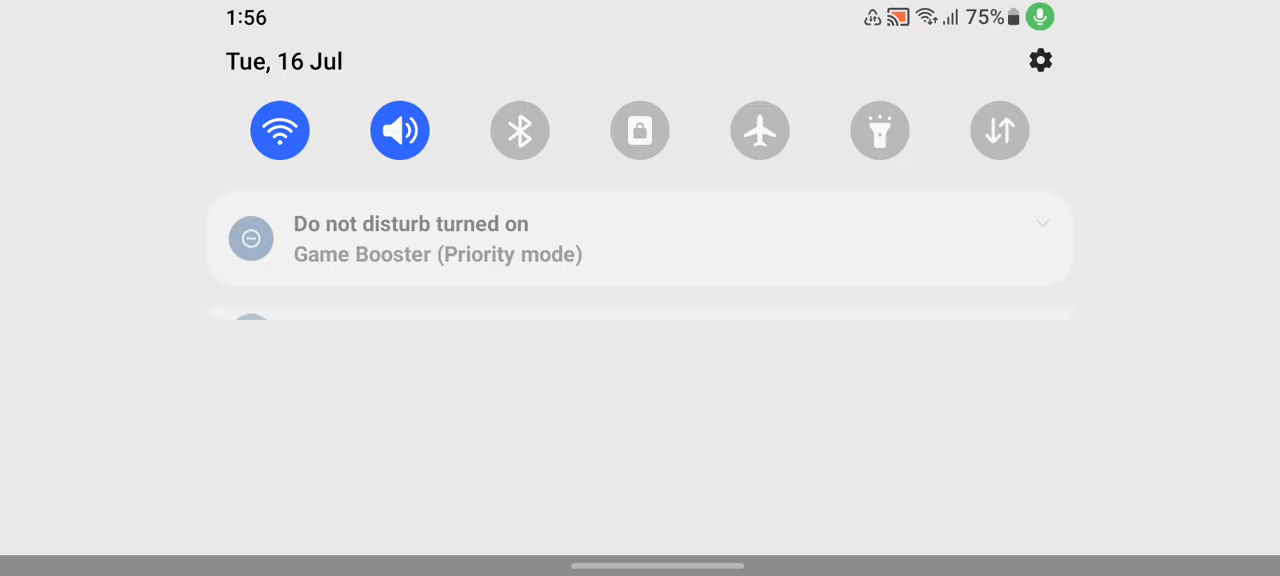 1:56
75%
Tue, 16 Jul
Do not disturb turned on
Game Booster (Priority mode)